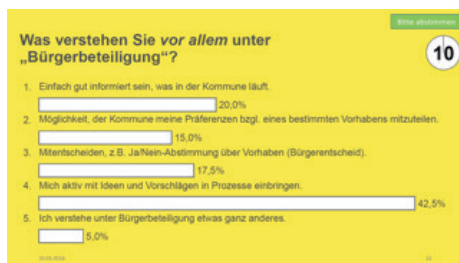 Bitte abstimmen
Was verstehen Sie vor allem unter
„Bürgerbeteiligung“?
10
1. Einfach gut informiert sein, was in der Kommune läuft.
20,0%
2. Möglichkeit, der Kommune meine Präferenzen bzgl. eines bestimmten Vorhabens mitzuteilen.
15,0%
3. Mitentscheiden, z.B. Ja/Nein-Abstimmung über Vorhaben (Bürgerentscheid).
17,5%
4. Mich aktiv mit Ideen und Vorschlägen in Prozesse einbringen.
42,5%
5. Ich verstehe unter Bürgerbeteiligung etwas ganz anderes.
5,0%